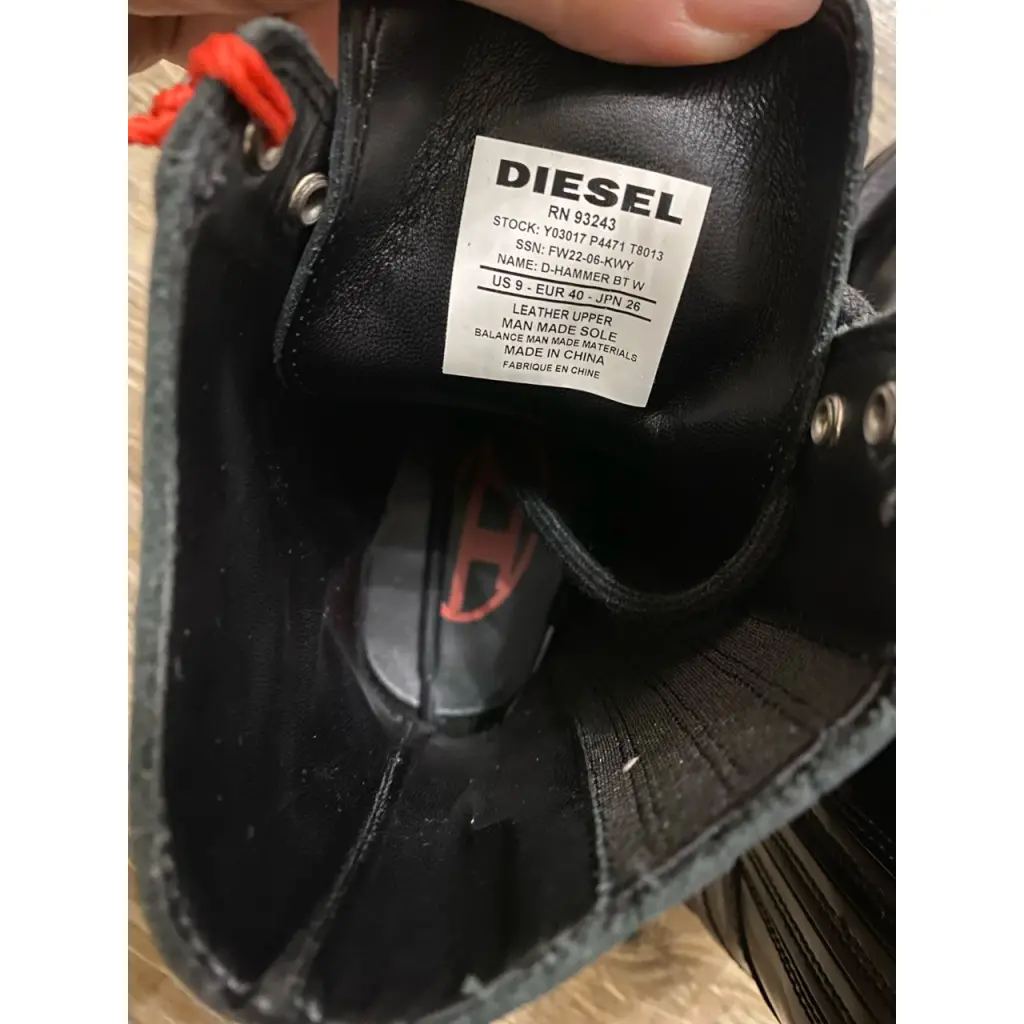 DIESEL
RN 93243
STOCK: Y03017 P4471 T8013
SSN: FW22-06-KWY
NAME: D-HAMMER BT W
US 9 - EUR 40 - JPN 26
LEATHER UPPER
MAN MADE SOLE
BALANCE MAN MADE MATERIALS
MADE IN CHINA
FABRIQUE EN CHINE